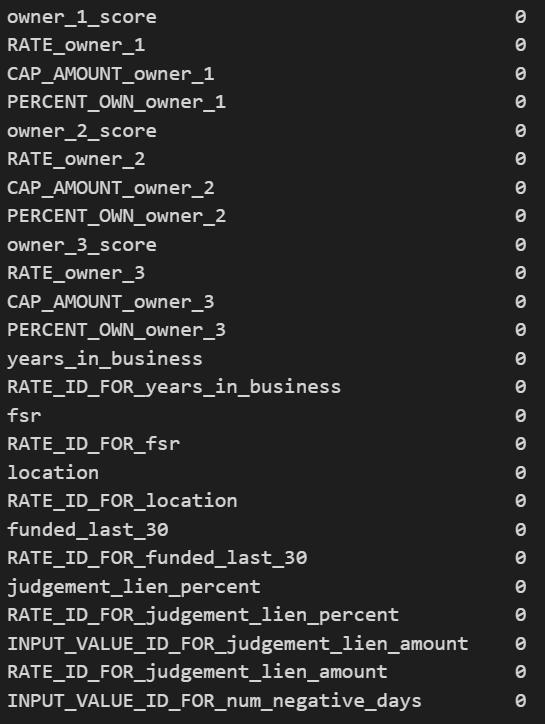 owner_1_score 0
RATE_owner_1 0
CAP_AMOUNT_owner_1 0
PERCENT_OWN_owner_1 0
owner_2_score 0
RATE_owner_2 0
CAP_AMOUNT_owner_2 0
PERCENT_OWN_owner_2 0
owner_3_score 0
RATE_owner_3 0
CAP_AMOUNT_owner_3 0
PERCENT_OWN_owner_3 0
years_in_business 0
RATE_ID_FOR_years_in_business 0
fsr 0
RATE_ID_FOR_fsr 0
location 0
RATE_ID_FOR_location 0
funded_last_30 0
RATE_ID_FOR_funded_last_30 0
judgement_lien_percent 0
RATE_ID_FOR_judgement_lien_percent 0
INPUT_VALUE_ID_FOR_judgement_lien_amount 0
RATE_ID_FOR_judgement_lien_amount 0
INPUT_VALUE_ID_FOR_num_negative_days 0